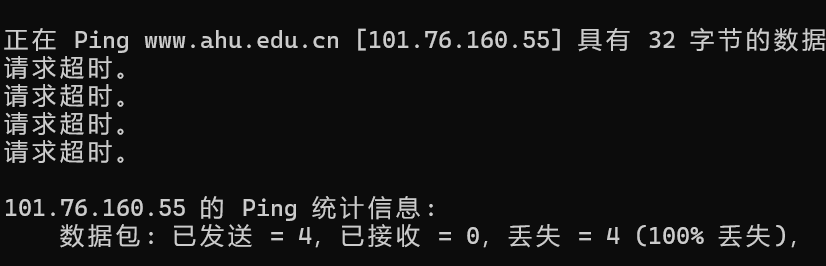 正在 Ping www.ahu.edu.cn [101.76.160.55] 具有 32 字节的数据
请求超时。
请求超时。
请求超时。
请求超时。
101.76.160.55 的 Ping 统计信息:
数据包: 已发送 = 4, 已接收 = 0, 丢失 = 4 (100% 丢失),